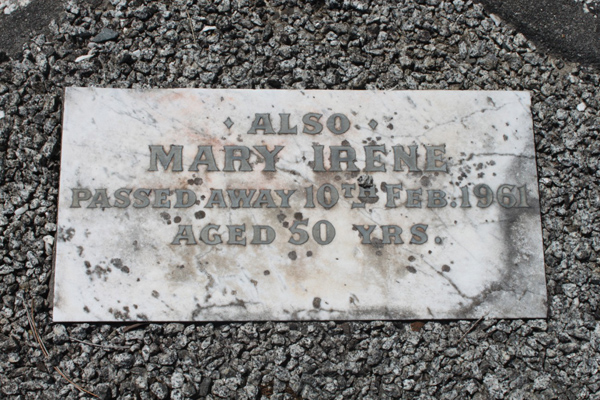 ALSO
MARY IRENE
PASSED AWAY 10TH FEB. 1961
AGED 50 YRS.